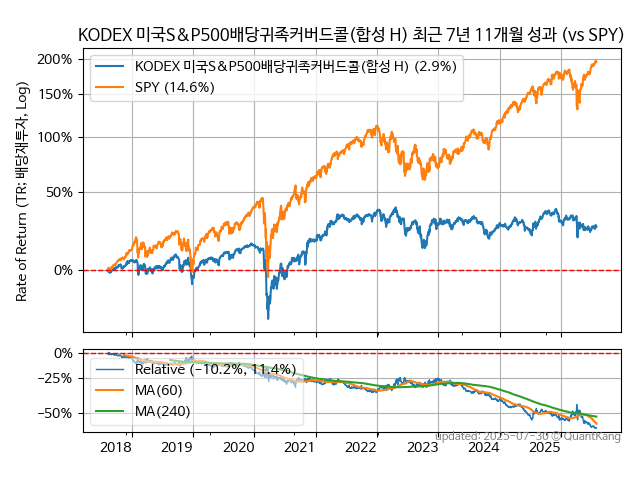 KODEX 미국S&P500배당귀족커버드콜(합성 H) 최근 7년 11개월 성과 (vs SPY)
Rate of Return (TR; 배당재투자, Log)
200%
150%
100%
50%
0%
KODEX 미국S&P500배당귀족커버드콜(합성 H) (2.9%)
SPY (14.6%)
0%
−25%
−50%
Relative (−10.2%, 11.4%)
MA(60)
MA(240)
2018 2019 2020 2021 2022 2023 2024 2025
updated: 2025-07-30 © QuantKang